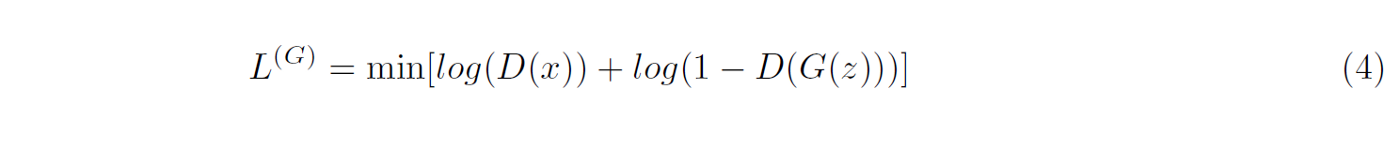 L^{(G)} = min[log(D(x)) + log(1 − D(G(z)))] (4)